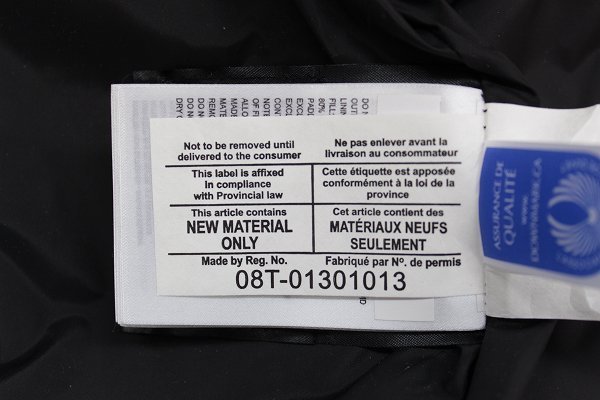 Not to be removed until
delivered to the consumer
Ne pas enlever avant la
livraison au consommateur
This label is affixed
In compliance
with Provincial law
Cette étiquette est apposée
conformément à la loi de la
province
This article contains
NEW MATERIAL
ONLY
Cet article contient des
MATÉRIAUX NEUFS
SEULEMENT
Made by Reg. No.
Fabriqué par Nº. de permis
08T-01301013
ASSURANCE DE
QUALITÉ
WWW.
DOWNMARK.CA